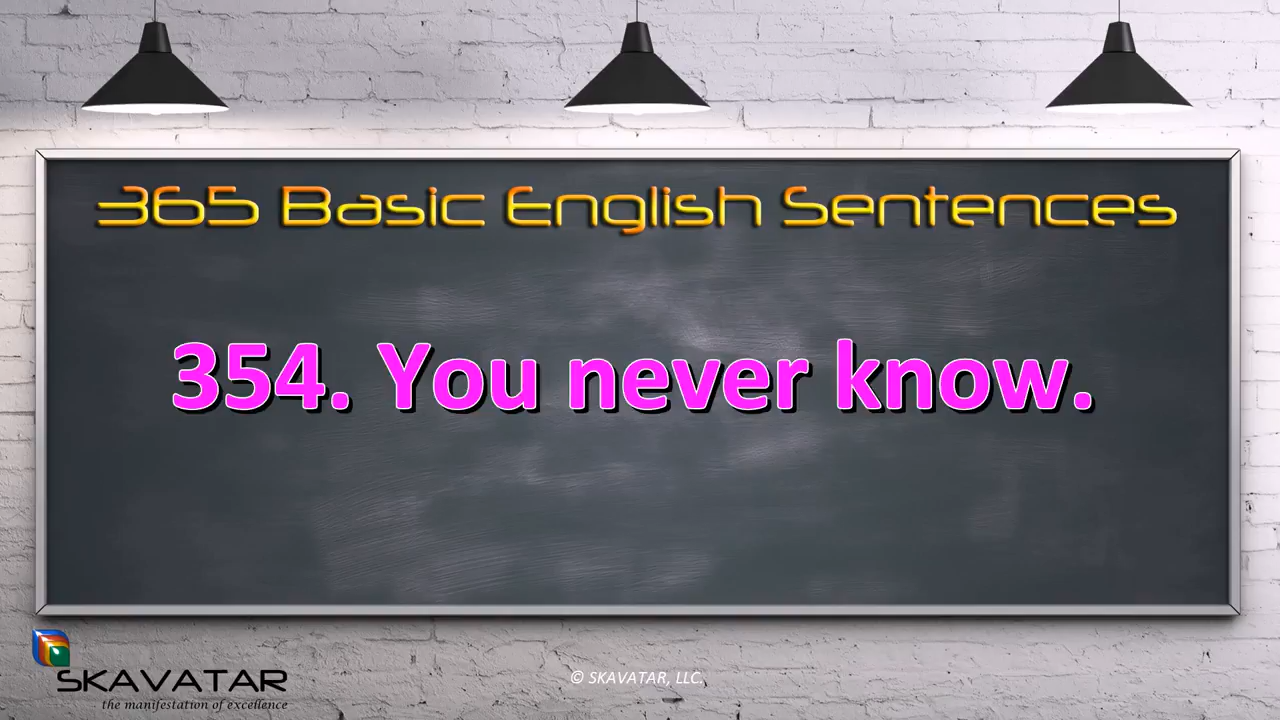 365 Basic English Sentences
354. You never know.
SKAVATAR
the manifestation of excellence
© SKAVATAR, LLC.